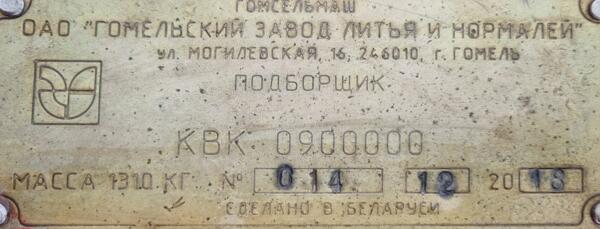 ГОМСЕЛЬМАШ
ОАО "ГОМЕЛЬСКИЙ ЗАВОД ЛИТЬЯ И НОРМАЛЕЙ"
ул. МОГИЛЕВСКАЯ, 16, 246010, г. ГОМЕЛЬ
ПОДБОРЩИК
КВК 0900000
МАССА 1310 КГ № 014 12 2018
СДЕЛАНО В БЕЛАРУСИ